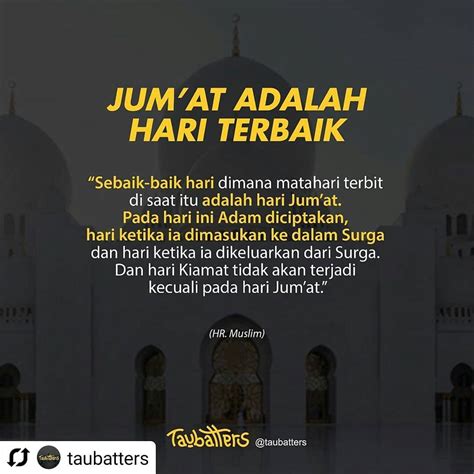 JUM'AT ADALAH
HARI TERBAIK
“Sebaik-baik hari dimana matahari terbit
di saat itu adalah hari Jum’at.
Pada hari ini Adam diciptakan,
hari ketika ia dimasukan ke dalam Surga
dan hari ketika ia dikeluarkan dari Surga.
Dan hari Kiamat tidak akan terjadi
kecuali pada hari Jum’at.”
(HR. Muslim)
Taubatters @taubatters
taubatters